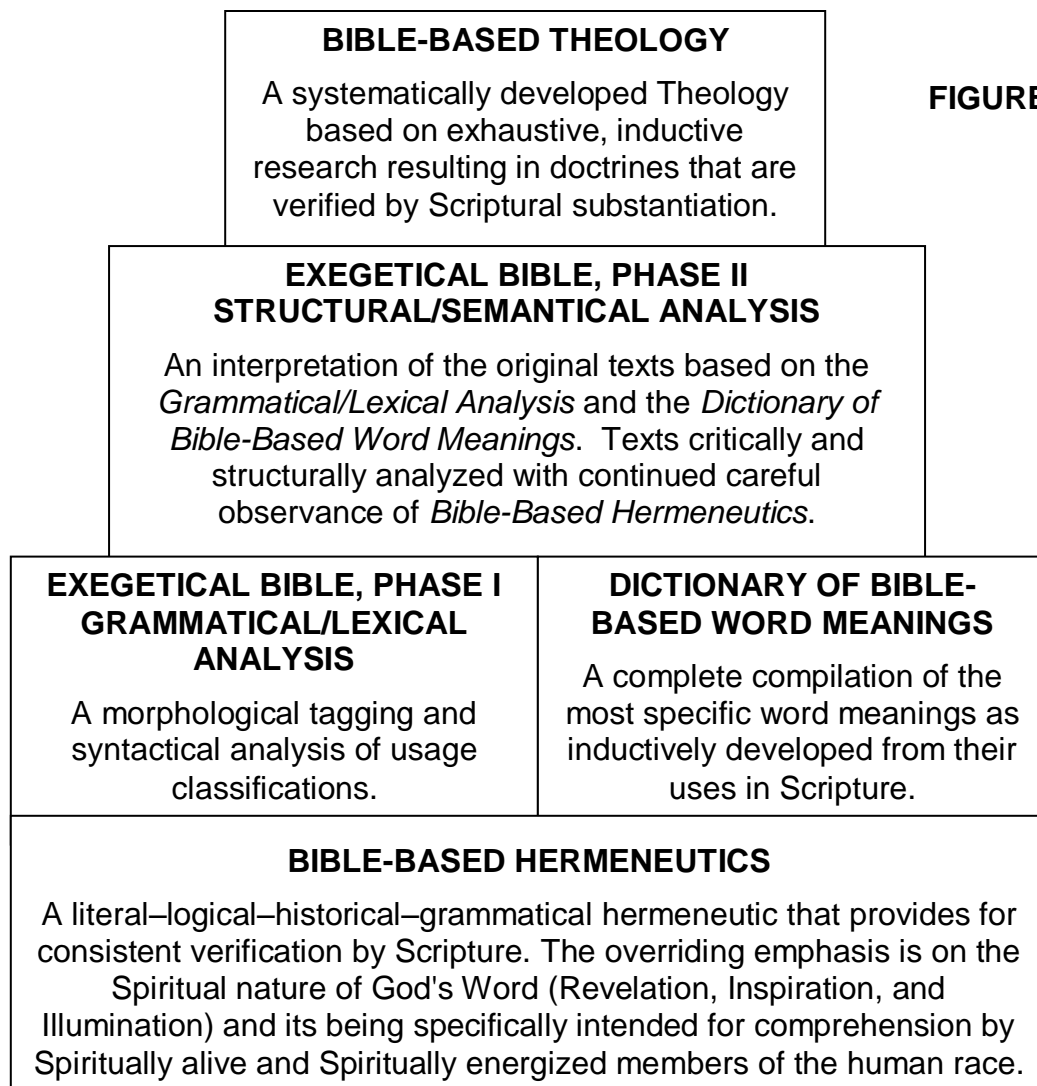 BIBLE-BASED THEOLOGY
A systematically developed Theology
based on exhaustive, inductive
research resulting in doctrines that are
verified by Scriptural substantiation.
FIGURE
EXEGETICAL BIBLE, PHASE II
STRUCTURAL/SEMANTICAL ANALYSIS
An interpretation of the original texts based on the
Grammatical/Lexical Analysis and the Dictionary of
Bible-Based Word Meanings. Texts critically and
structurally analyzed with continued careful
observance of Bible-Based Hermeneutics.
EXEGETICAL BIBLE, PHASE I
GRAMMATICAL/LEXICAL
ANALYSIS
A morphological tagging and
syntactical analysis of usage
classifications.
DICTIONARY OF BIBLE-
BASED WORD MEANINGS
A complete compilation of the
most specific word meanings as
inductively developed from their
uses in Scripture.
BIBLE-BASED HERMENEUTICS
A literal–logical–historical–grammatical hermeneutic that provides for
consistent verification by Scripture. The overriding emphasis is on the
Spiritual nature of God's Word (Revelation, Inspiration, and
Illumination) and its being specifically intended for comprehension by
Spiritually alive and Spiritually energized members of the human race.